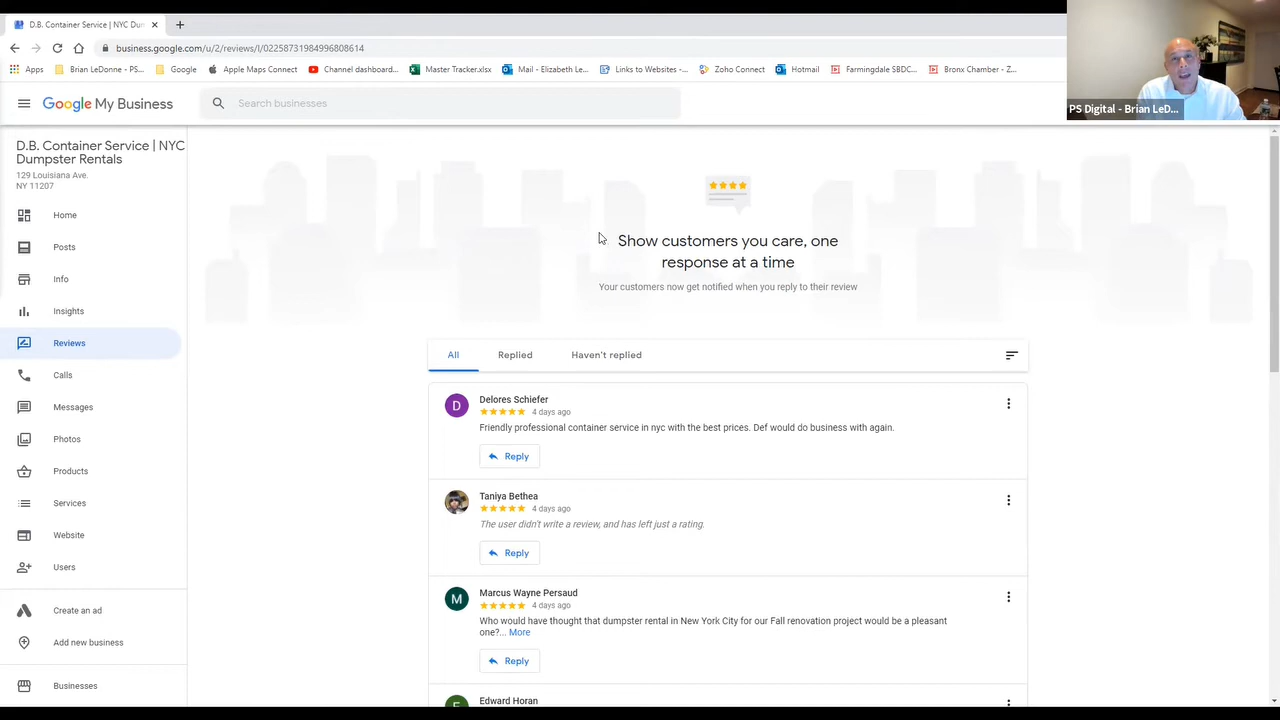 D.B. Container Service | NYC Dun
business.google.com/u/2/reviews/l/02258731984996808614
Apps
Brian LeDonne - PS...
Google
Apple Maps Connect
Channel dashboard...
Master Tracker.xlsx
Mail - Elizabeth Le...
Links to Websites -...
Zoho Connect
Hotmail
Farmingdale SBDC...
Bronx Chamber - Z...
PS Digital - Brian LeD...
Google My Business
Search businesses
D.B. Container Service | NYC
Dumpster Rentals
129 Louisiana Ave.
NY 11207
Home
Posts
Info
Insights
Reviews
Calls
Messages
Photos
Products
Services
Website
Users
Create an ad
Add new business
Businesses
Show customers you care, one
response at a time
Your customers now get notified when you reply to their review
All
Replied
Haven't replied
D
Delores Schiefer
4 days ago
Friendly professional container service in nyc with the best prices. Def would do business with again.
Reply
Taniya Bethea
4 days ago
The user didn't write a review, and has left just a rating.
Reply
M
Marcus Wayne Persaud
4 days ago
Who would have thought that dumpster rental in New York City for our Fall renovation project would be a pleasant
one?... More
Reply
E
Edward Horan